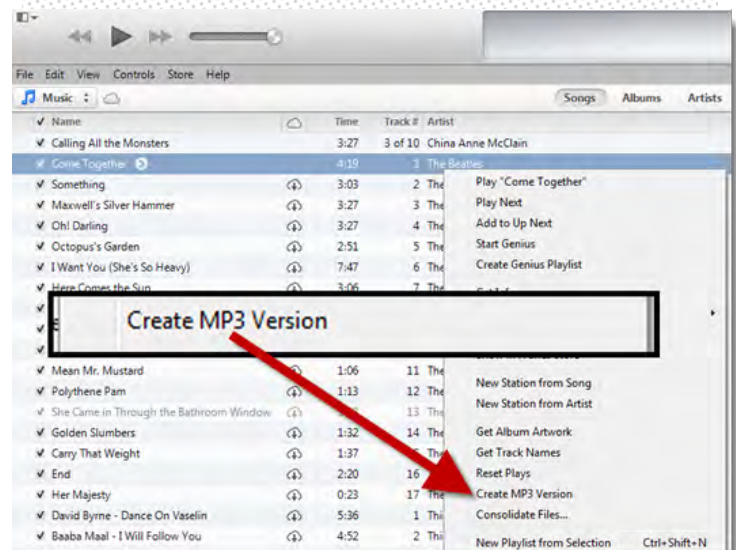 File Edit View Controls Store Help
Music Songs Albums Artists
Name Time Track # Artist
Calling All the Monsters 3:27 3 of 10 China Anne McClain
Come Together 4:19 1 The Beatles
Something 3:03 2 The
Maxwell's Silver Hammer 3:27 3 The
Oh! Darling 3:27 4 The
Octopus's Garden 2:51 5 The
I Want You (She's So Heavy) 7:47 6 The
Here Comes the Sun 3:06 7 The
Mean Mr. Mustard 1:06 11 The
Polythene Pam 1:13 12 The
She Came in Through the Bathroom Window 13 The
Golden Slumbers 1:32 14 The
Carry That Weight 1:37 The
End 2:20 16
Her Majesty 0:23 17 The
David Byrne - Dance On Vaselin 5:36 1 Thi
Baaba Maal - I Will Follow You 4:52 2 Thi
Play "Come Together"
Play Next
Add to Up Next
Start Genius
Create Genius Playlist
Create MP3 Version
New Station from Song
New Station from Artist
Get Album Artwork
Get Track Names
Reset Plays
Create MP3 Version
Consolidate Files...
New Playlist from Selection Ctrl+Shift+N